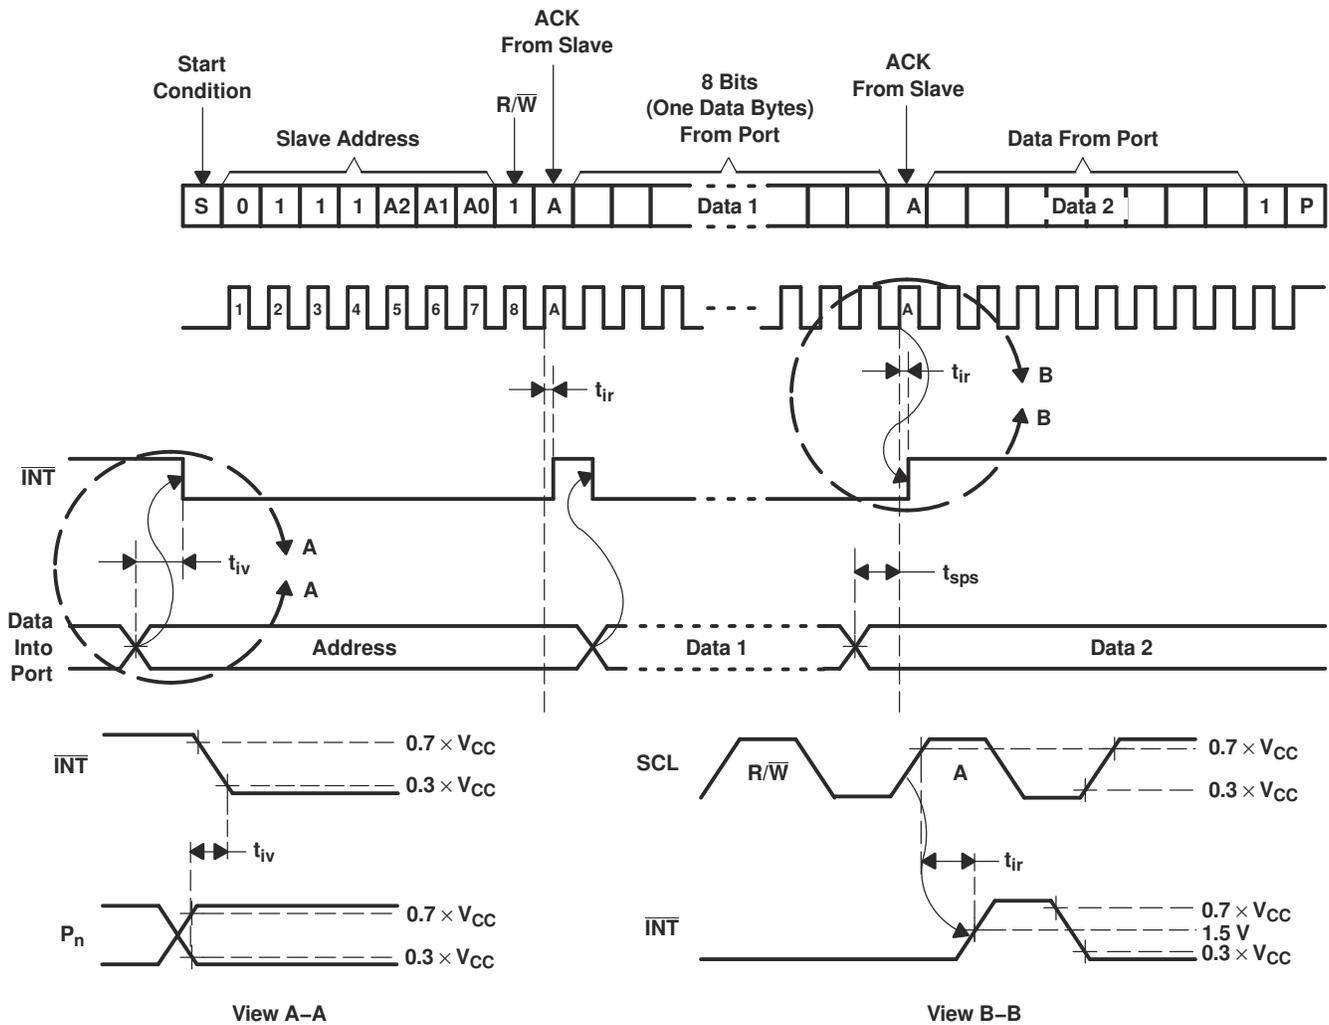 ACK
From Slave
Start
Condition
R/W
Slave Address
8 Bits
(One Data Bytes)
From Port
ACK
From Slave
Data From Port
S 0 1 1 1 A2 A1 A0 1 A Data 1 A Data 2 1 P
1 2 3 4 5 6 7 8 A A
tir
tir
B
B
INT
A
A
tiv
tsps
Data
Into
Port
Address
Data 1
Data 2
INT
0.7 × VCC
0.3 × VCC
tiv
Pn
0.7 × VCC
0.3 × VCC
View A–A
SCL
R/W
A
0.7 × VCC
0.3 × VCC
tir
INT
0.7 × VCC
1.5 V
0.3 × VCC
View B–B